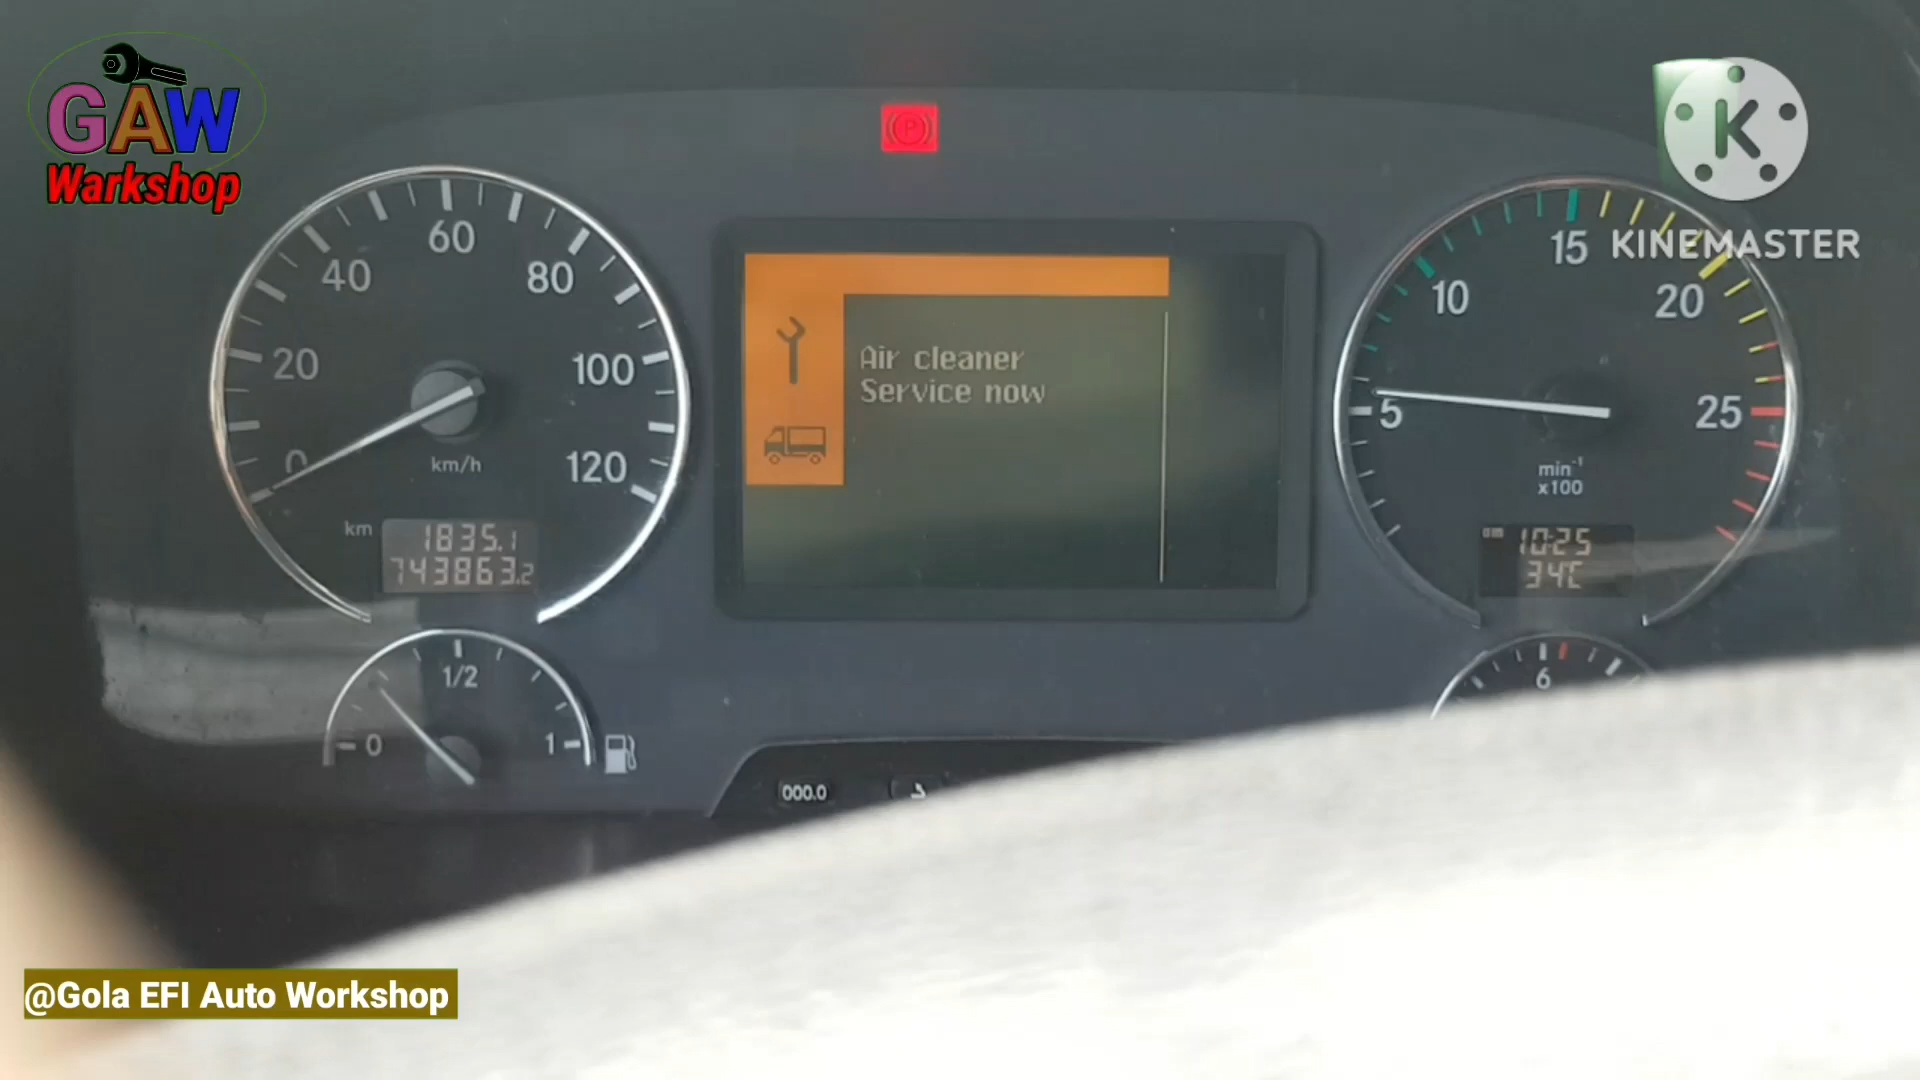 GAW
Warkshop
KINEMASTER
P
0
20
40
60
80
100
120
km/h
km
1835.1
743863.2
Air cleaner
Service now
5
10
15
20
25
min⁻¹
x100
am 10:25
34C
0
1/2
1
6
000.0
@Gola EFI Auto Workshop